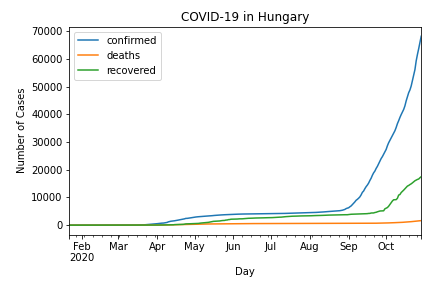 COVID-19 in Hungary
confirmed
deaths
recovered
Number of Cases
70000
60000
50000
40000
30000
20000
10000
0
Feb Mar Apr May Jun Jul Aug Sep Oct
2020
Day